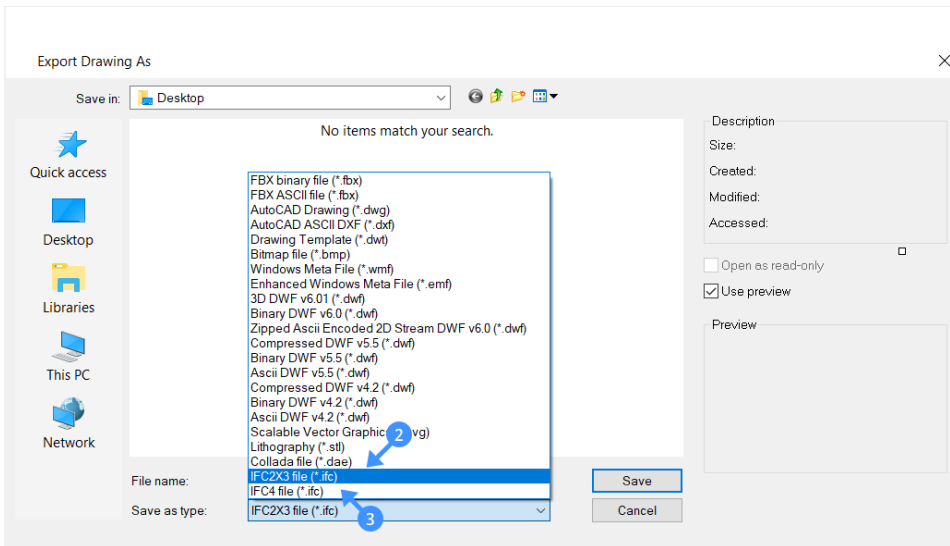 Export Drawing As
Save in:
Desktop
No items match your search.
Quick access
Desktop
Libraries
This PC
Network
FBX binary file (*.fbx)
FBX ASCII file (*.fbx)
AutoCAD Drawing (*.dwg)
AutoCAD ASCII DXF (*.dxf)
Drawing Template (*.dwt)
Bitmap file (*.bmp)
Windows Meta File (*.wmf)
Enhanced Windows Meta File (*.emf)
3D DWF v6.01 (*.dwf)
Binary DWF v6.0 (*.dwf)
Zipped Ascii Encoded 2D Stream DWF v6.0 (*.dwf)
Compressed DWF v5.5 (*.dwf)
Binary DWF v5.5 (*.dwf)
Ascii DWF v5.5 (*.dwf)
Compressed DWF v4.2 (*.dwf)
Binary DWF v4.2 (*.dwf)
Ascii DWF v4.2 (*.dwf)
Scalable Vector Graphic vg)
2
Lithography (*.stl)
Collada file (*.dae)
IFC2X3 file (*.ifc)
IFC4 file (*.ifc)
3
File name:
Save as type:
IFC2X3 file (*.ifc)
Save
Cancel
Description
Size:
Created:
Modified:
Accessed:
Open as read-only
Use preview
Preview